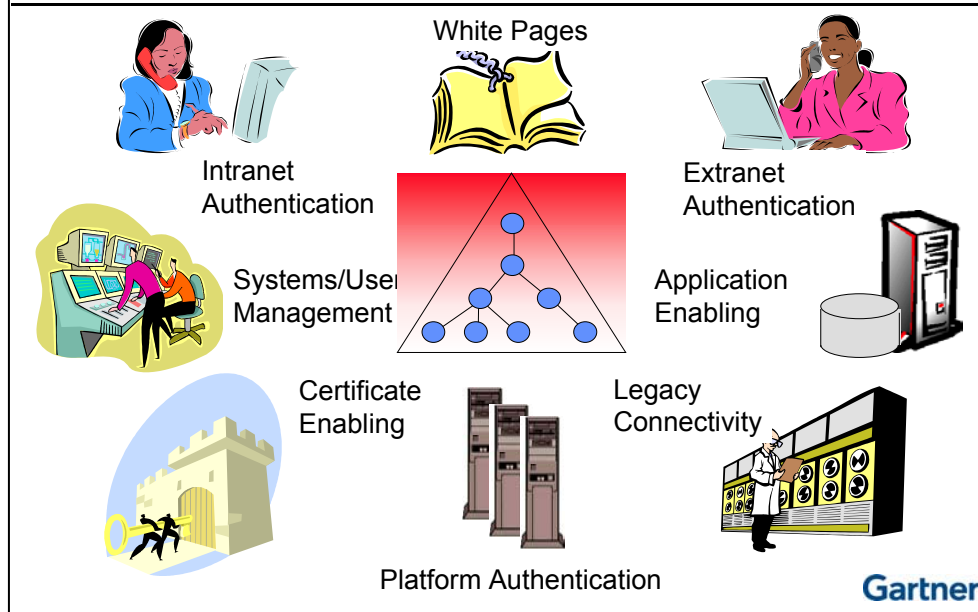 White Pages
Intranet
Authentication
Extranet
Authentication
Systems/User
Management
Application
Enabling
Certificate
Enabling
Legacy
Connectivity
Platform Authentication
Gartner